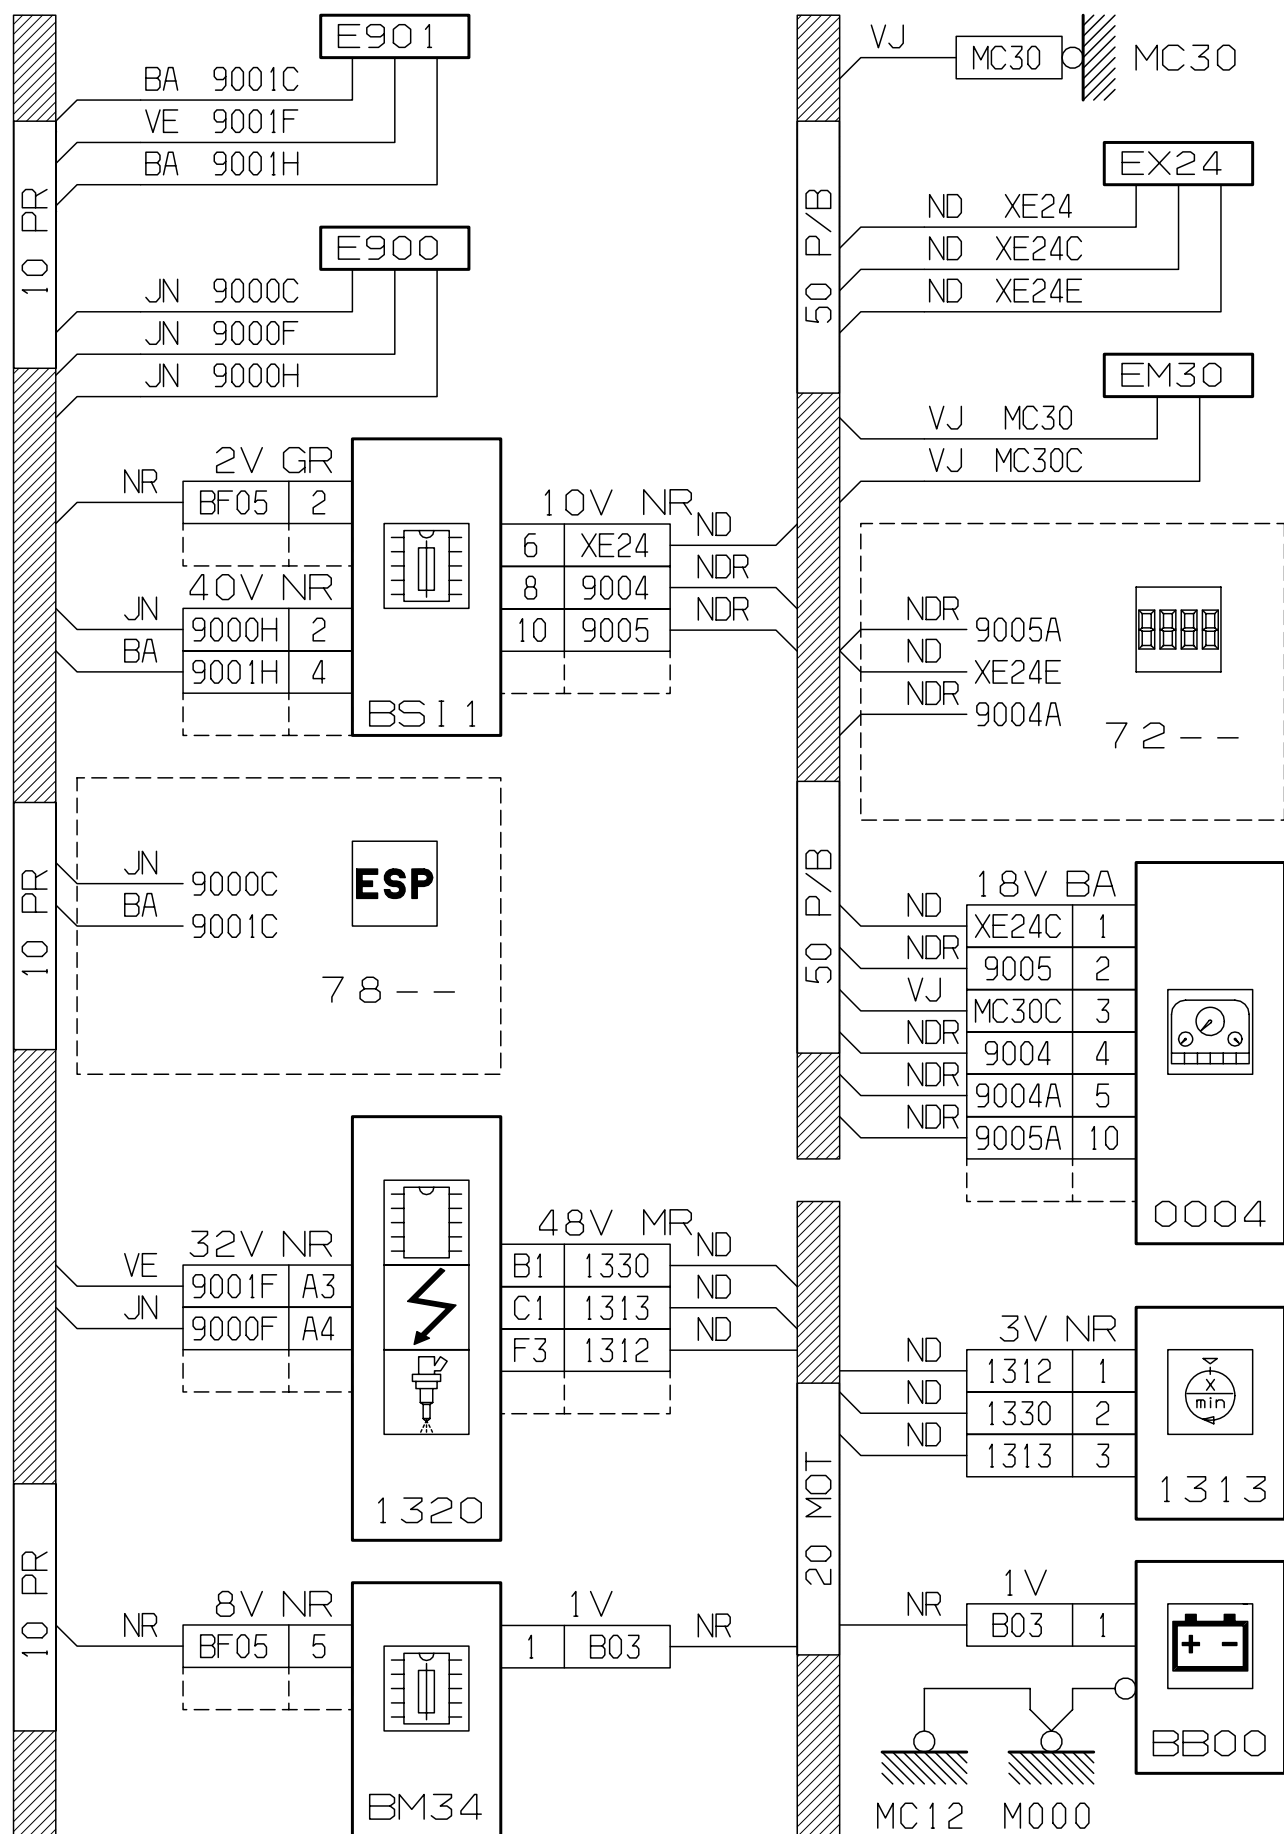 E901
BA 9001C
VE 9001F
BA 9001H
10 PR
E900
JN 9000C
JN 9000F
JN 9000H
2V GR
NR BF05 2
40V NR
JN 9000H 2
BA 9001H 4
BSI1
10V NR
6 XE24 ND
8 9004 NDR
10 9005 NDR
10 PR
JN 9000C
BA 9001C
ESP
78--
32V NR
VE 9001F A3
JN 9000F A4
1320
48V MR
B1 1330 ND
C1 1313 ND
F3 1312 ND
10 PR
8V NR
NR BF05 5
BM34
1V
1 B03 NR
VJ MC30 MC30
50 P/B
EX24
ND XE24
ND XE24C
ND XE24E
EM30
VJ MC30
VJ MC30C
NDR 9005A
ND XE24E
NDR 9004A
72--
50 P/B
18V BA
ND XE24C 1
NDR 9005 2
VJ MC30C 3
NDR 9004 4
NDR 9004A 5
NDR 9005A 10
0004
20 MOT
3V NR
ND 1312 1
ND 1330 2
ND 1313 3
X
min
1313
1V
NR B03 1
+ -
BB00
MC12 M000